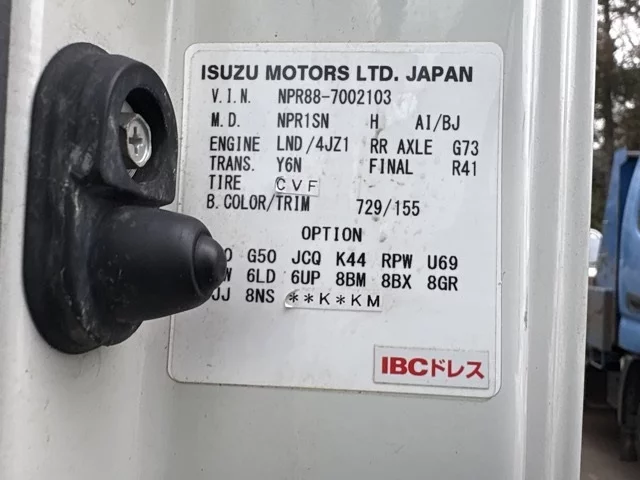 ISUZU MOTORS LTD. JAPAN
V.I.N. NPR88-7002103
M.D. NPR1SN H AI/BJ
ENGINE LND/4JZ1 RR AXLE G73
TRANS. Y6N FINAL R41
TIRE CVF
B.COLOR/TRIM 729/155
OPTION
G50 JCQ K44 RPW U69
6LD 6UP 8BM 8BX 8GR
8NS **K*KM
IBCドレス